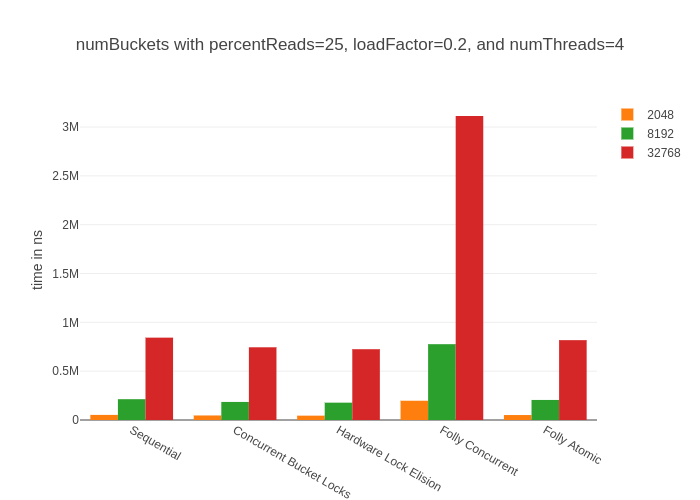 numBuckets with percentReads=25, loadFactor=0.2, and numThreads=4
2048
8192
32768
time in ns
3M
2.5M
2M
1.5M
1M
0.5M
0
Sequential
Concurrent Bucket Locks
Hardware Lock Elision
Folly Concurrent
Folly Atomic